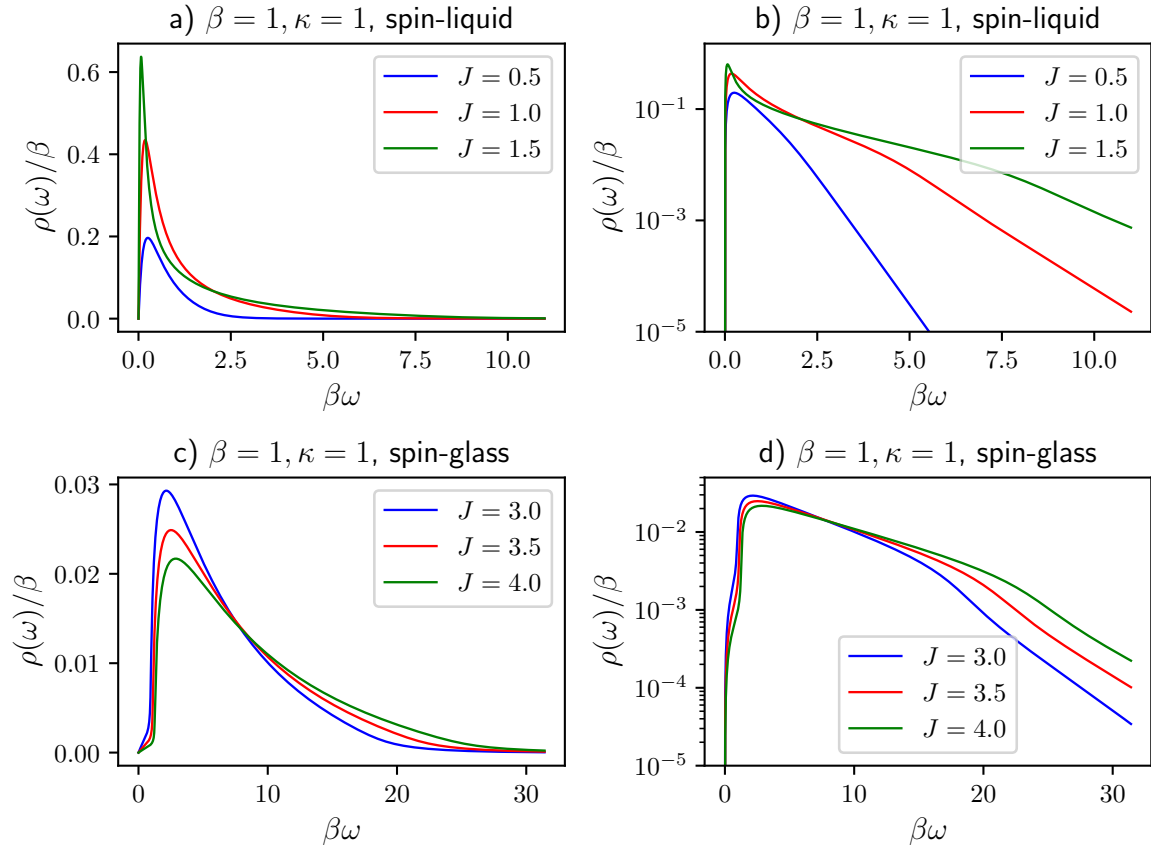 a) β = 1, κ = 1, spin-liquid
ρ(ω)/β
0.6
0.4
0.2
0.0
J = 0.5
J = 1.0
J = 1.5
0.0 2.5 5.0 7.5 10.0
βω
b) β = 1, κ = 1, spin-liquid
ρ(ω)/β
10⁻¹
10⁻³
10⁻⁵
J = 0.5
J = 1.0
J = 1.5
0.0 2.5 5.0 7.5 10.0
βω
c) β = 1, κ = 1, spin-glass
ρ(ω)/β
0.03
0.02
0.01
0.00
J = 3.0
J = 3.5
J = 4.0
0 10 20 30
βω
d) β = 1, κ = 1, spin-glass
ρ(ω)/β
10⁻²
10⁻³
10⁻⁴
10⁻⁵
J = 3.0
J = 3.5
J = 4.0
0 10 20 30
βω